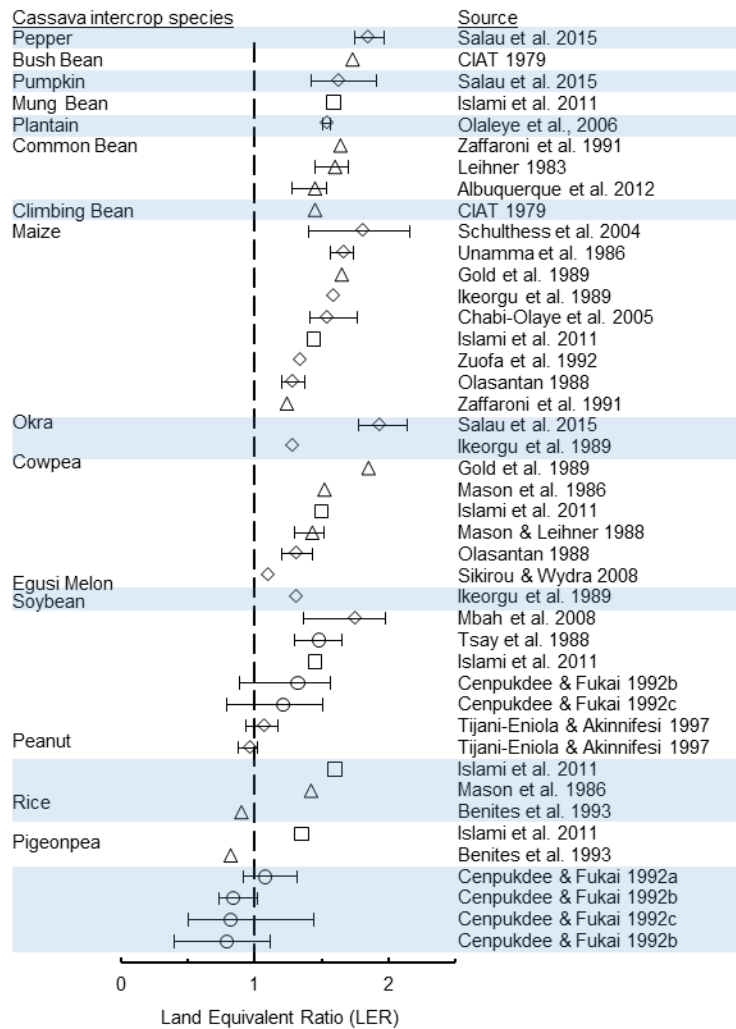 Cassava intercrop species Source
Pepper Salau et al. 2015
Bush Bean CIAT 1979
Pumpkin Salau et al. 2015
Mung Bean Islami et al. 2011
Plantain Olaleye et al., 2006
Common Bean Zaffaroni et al. 1991
Leihner 1983
Albuquerque et al. 2012
Climbing Bean CIAT 1979
Maize Schulthess et al. 2004
Unamma et al. 1986
Gold et al. 1989
Ikeorgu et al. 1989
Chabi-Olaye et al. 2005
Islami et al. 2011
Zuofa et al. 1992
Olasantan 1988
Zaffaroni et al. 1991
Okra Salau et al. 2015
Ikeorgu et al. 1989
Cowpea Gold et al. 1989
Mason et al. 1986
Islami et al. 2011
Mason & Leihner 1988
Olasantan 1988
Sikirou & Wydra 2008
Egusi Melon
Soybean Ikeorgu et al. 1989
Mbah et al. 2008
Tsay et al. 1988
Islami et al. 2011
Cenpukdee & Fukai 1992b
Cenpukdee & Fukai 1992c
Tijani-Eniola & Akinnifesi 1997
Peanut Tijani-Eniola & Akinnifesi 1997
Islami et al. 2011
Mason et al. 1986
Rice Benites et al. 1993
Islami et al. 2011
Pigeonpea Benites et al. 1993
Cenpukdee & Fukai 1992a
Cenpukdee & Fukai 1992b
Cenpukdee & Fukai 1992c
Cenpukdee & Fukai 1992b
0 1 2
Land Equivalent Ratio (LER)